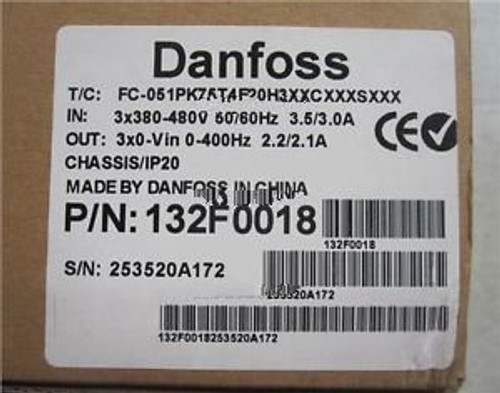 Danfoss
T/C: FC-051PK75T4E20H3XXCXXXSXXX
IN: 3x380-480V 50/60Hz 3.5/3.0A
OUT: 3x0-Vin 0-400Hz 2.2/2.1A
CHASSIS/IP20
MADE BY DANFOSS IN CHINA
CE
P/N: 132F0018
132F0018
S/N: 253520A172
253520A172
132F0018253520A172